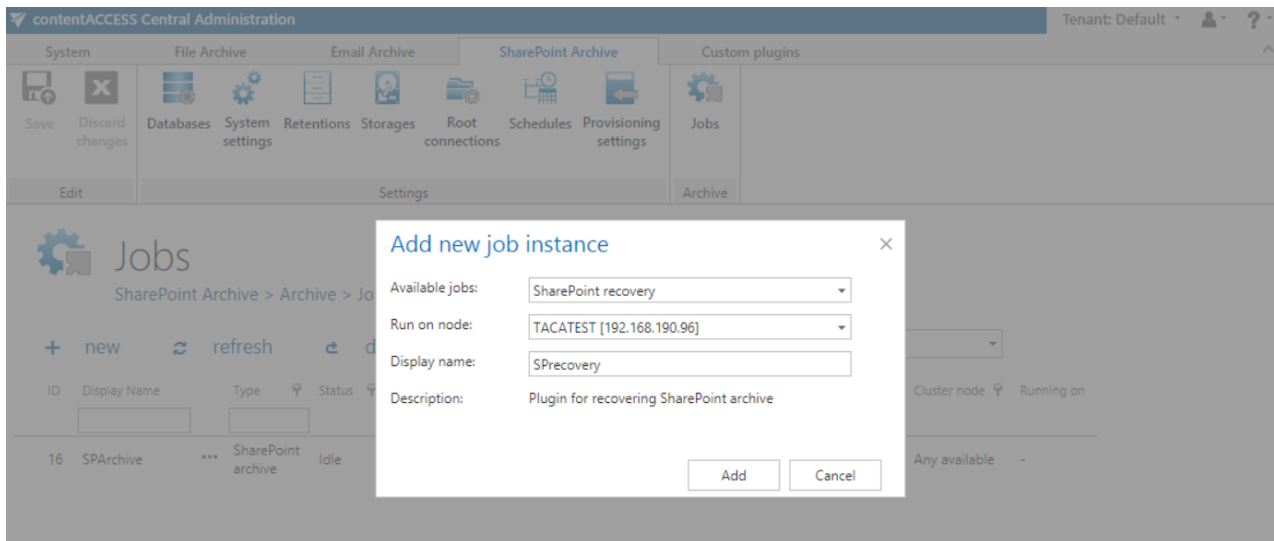 contentACCESS Central Administration
Tenant: Default
?
System
File Archive
Email Archive
SharePoint Archive
Custom plugins
Save
Discard changes
Databases
System settings
Retentions
Storages
Root connections
Schedules
Provisioning settings
Jobs
Edit
Settings
Archive
Jobs
SharePoint Archive > Archive > Jo
+ new
refresh
d
ID
Display Name
Type
Status
Cluster node
Running on
16
SPArchive
...
SharePoint archive
Idle
Any available
-
Add new job instance
×
Available jobs:
SharePoint recovery
Run on node:
TACATEST [192.168.190.96]
Display name:
SPrecovery
Description:
Plugin for recovering SharePoint archive
Add
Cancel